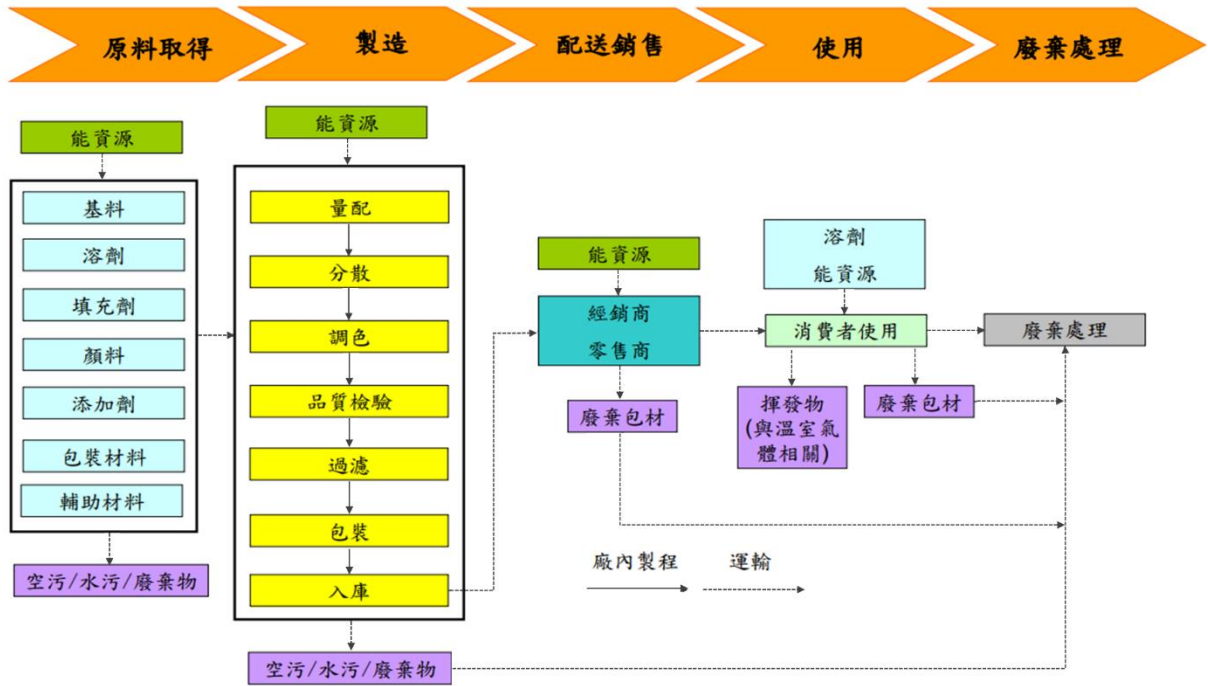 原料取得
製造
配送銷售
使用
廢棄處理
能資源
基料
溶劑
填充劑
顏料
添加劑
包裝材料
輔助材料
空污/水污/廢棄物
能資源
量配
分散
調色
品質檢驗
過濾
包裝
入庫
空污/水污/廢棄物
能資源
經銷商
零售商
廢棄包材
溶劑
能資源
消費者使用
揮發物
(與溫室氣
體相關)
廢棄包材
廢棄處理
廠內製程
運輸